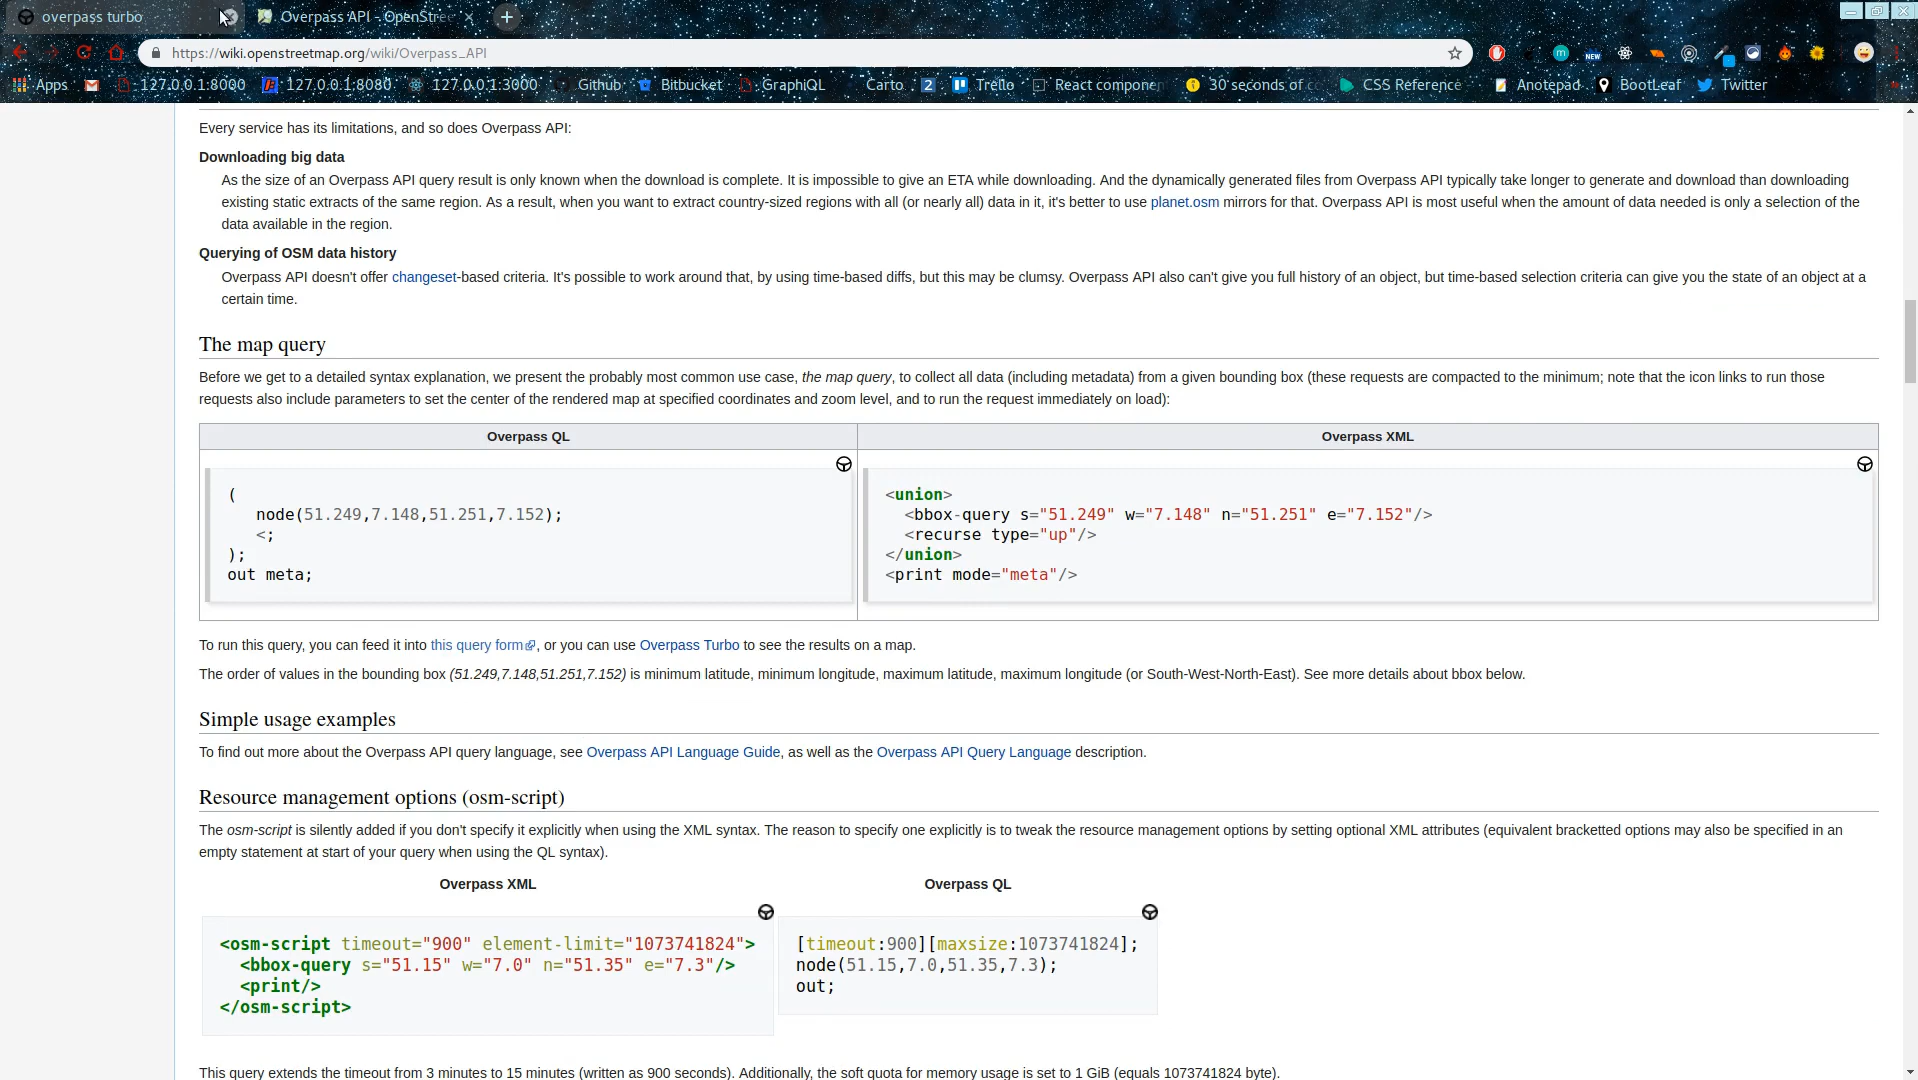 overpass turbo
Overpass API - OpenStree
https://wiki.openstreetmap.org/wiki/Overpass_API
Apps 127.0.0.1:8000 127.0.0.1:8080 127.0.0.1:3000 Github Bitbucket GraphiQL Carto 2 Trello React componen 30 seconds of co CSS Reference Anotepad BootLeaf Twitter
Every service has its limitations, and so does Overpass API:
Downloading big data
As the size of an Overpass API query result is only known when the download is complete. It is impossible to give an ETA while downloading. And the dynamically generated files from Overpass API typically take longer to generate and download than downloading
existing static extracts of the same region. As a result, when you want to extract country-sized regions with all (or nearly all) data in it, it's better to use planet.osm mirrors for that. Overpass API is most useful when the amount of data needed is only a selection of the
data available in the region.
Querying of OSM data history
Overpass API doesn't offer changeset-based criteria. It's possible to work around that, by using time-based diffs, but this may be clumsy. Overpass API also can't give you full history of an object, but time-based selection criteria can give you the state of an object at a
certain time.
The map query
Before we get to a detailed syntax explanation, we present the probably most common use case, the map query, to collect all data (including metadata) from a given bounding box (these requests are compacted to the minimum; note that the icon links to run those
requests also include parameters to set the center of the rendered map at specified coordinates and zoom level, and to run the request immediately on load):
Overpass QL
(
node(51.249,7.148,51.251,7.152);
<;
);
out meta;
Overpass XML
<union>
<bbox-query s="51.249" w="7.148" n="51.251" e="7.152"/>
<recurse type="up"/>
</union>
<print mode="meta"/>
To run this query, you can feed it into this query form, or you can use Overpass Turbo to see the results on a map.
The order of values in the bounding box (51.249,7.148,51.251,7.152) is minimum latitude, minimum longitude, maximum latitude, maximum longitude (or South-West-North-East). See more details about bbox below.
Simple usage examples
To find out more about the Overpass API query language, see Overpass API Language Guide, as well as the Overpass API Query Language description.
Resource management options (osm-script)
The osm-script is silently added if you don't specify it explicitly when using the XML syntax. The reason to specify one explicitly is to tweak the resource management options by setting optional XML attributes (equivalent bracketted options may also be specified in an
empty statement at start of your query when using the QL syntax).
Overpass XML
<osm-script timeout="900" element-limit="1073741824">
<bbox-query s="51.15" w="7.0" n="51.35" e="7.3"/>
<print/>
</osm-script>
Overpass QL
[timeout:900][maxsize:1073741824];
node(51.15,7.0,51.35,7.3);
out;
This query extends the timeout from 3 minutes to 15 minutes (written as 900 seconds). Additionally, the soft quota for memory usage is set to 1 GiB (equals 1073741824 byte).